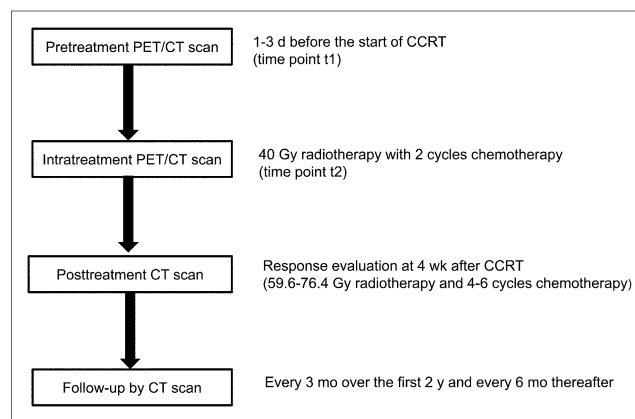 Pretreatment PET/CT scan
1-3 d before the start of CCRT
(time point t1)
Intratreatment PET/CT scan
40 Gy radiotherapy with 2 cycles chemotherapy
(time point t2)
Posttreatment CT scan
Response evaluation at 4 wk after CCRT
(59.6-76.4 Gy radiotherapy and 4-6 cycles chemotherapy)
Follow-up by CT scan
Every 3 mo over the first 2 y and every 6 mo thereafter